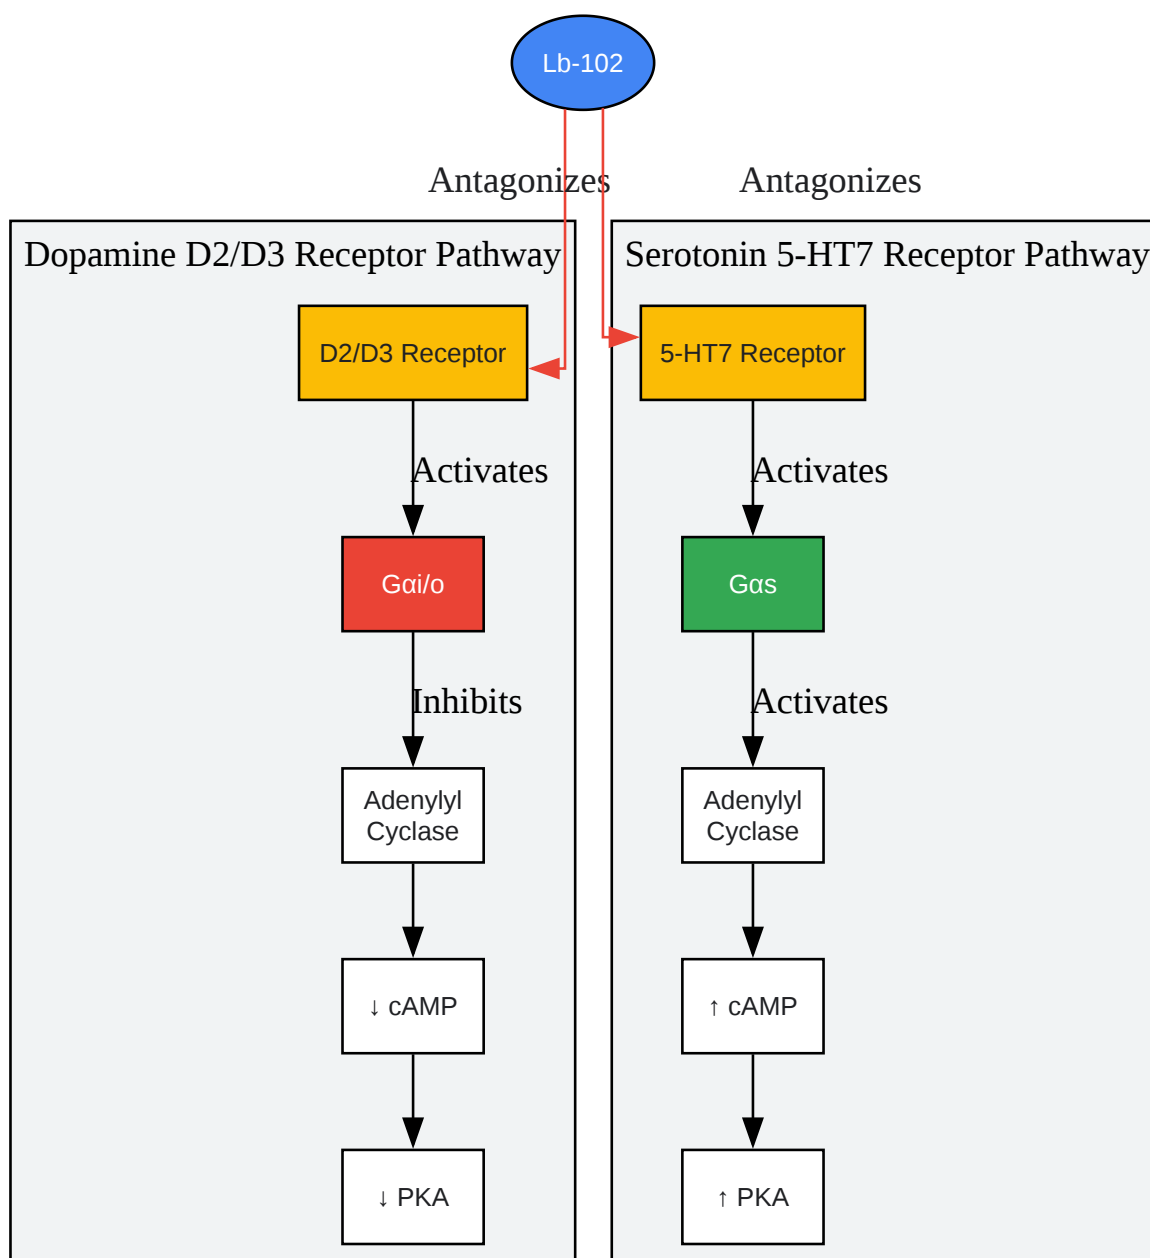 Lb-102
Antagonizes
Antagonizes
Dopamine D2/D3 Receptor Pathway
D2/D3 Receptor
Activates
Gαi/o
Inhibits
Adenylyl
Cyclase
↓ cAMP
↓ PKA
Serotonin 5-HT7 Receptor Pathway
5-HT7 Receptor
Activates
Gαs
Activates
Adenylyl
Cyclase
↑ cAMP
↑ PKA